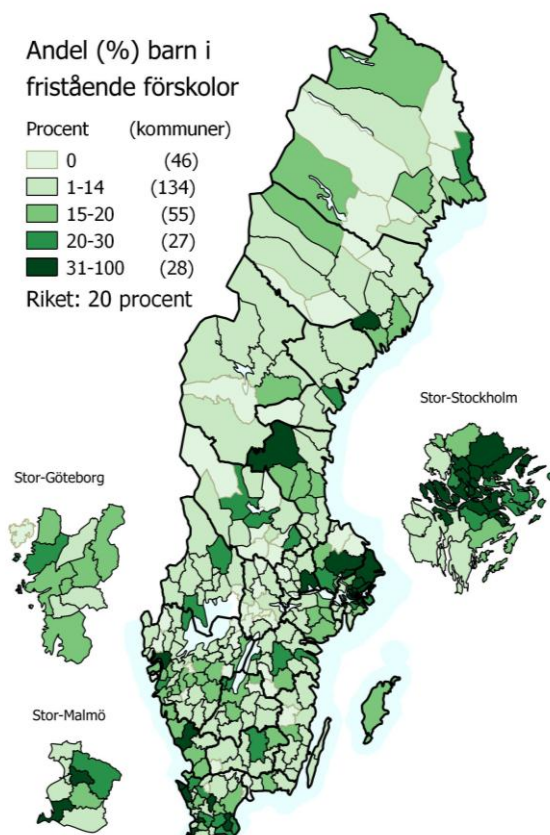 Andel (%) barn i
fristående förskolor
Procent (kommuner)
0 (46)
1-14 (134)
15-20 (55)
20-30 (27)
31-100 (28)
Riket: 20 procent
Stor-Stockholm
Stor-Göteborg
Stor-Malmö